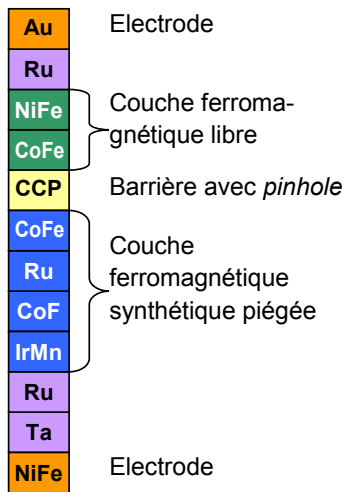 Au Electrode
Ru
NiFe Couche ferroma-
gnétique libre
CoFe
CCP Barrière avec pinhole
CoFe
Couche
Ru ferromagnétique
CoF synthétique piégée
IrMn
Ru
Ta
NiFe Electrode